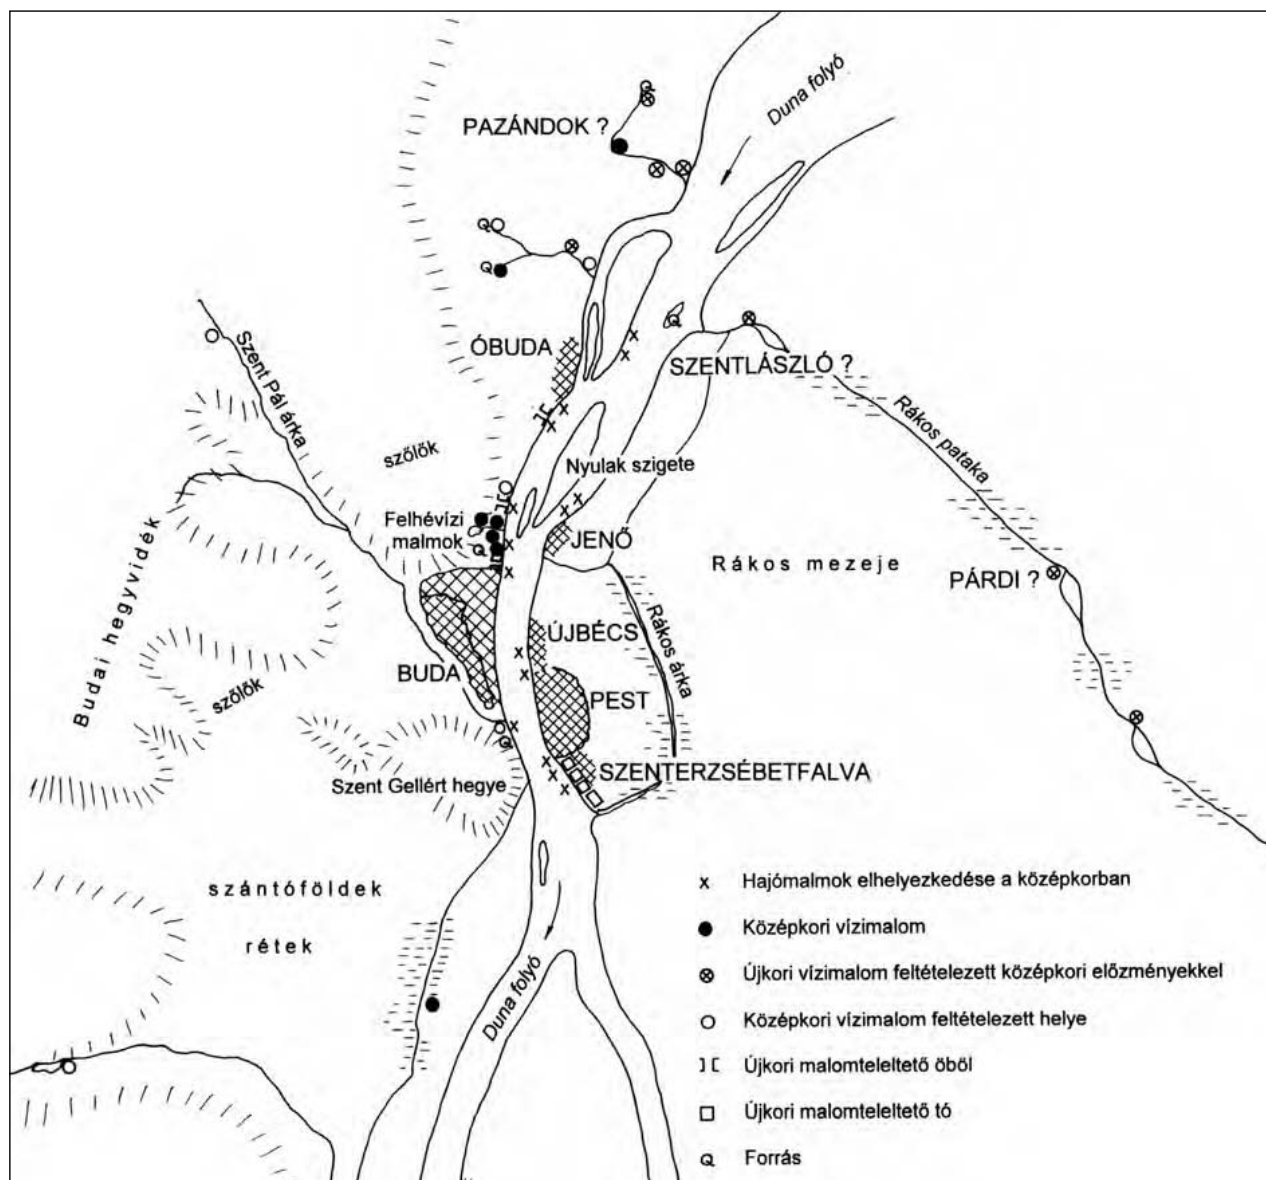 Duna folyó
PAZÁNDOK ?
ÓBUDA
SZENTLÁSZLÓ ?
Szent Pál árka
Rákos pataka
szőlők
Nyulak szigete
Felhévízi
malmok
JENŐ
Rákos mezeje
PÁRDI ?
Budai hegyvidék
ÚJBÉCS
Rákos árka
BUDA
PEST
szőlők
SZENTERZSÉBETFALVA
Szent Gellért hegye
szántóföldek
rétek
Duna folyó
x Hajómalmok elhelyezkedése a középkorban
Középkori vízimalom
Újkori vízimalom feltételezett középkori előzményekkel
Középkori vízimalom feltételezett helye
Újkori malomteleltető öböl
Újkori malomteleltető tó
Forrás